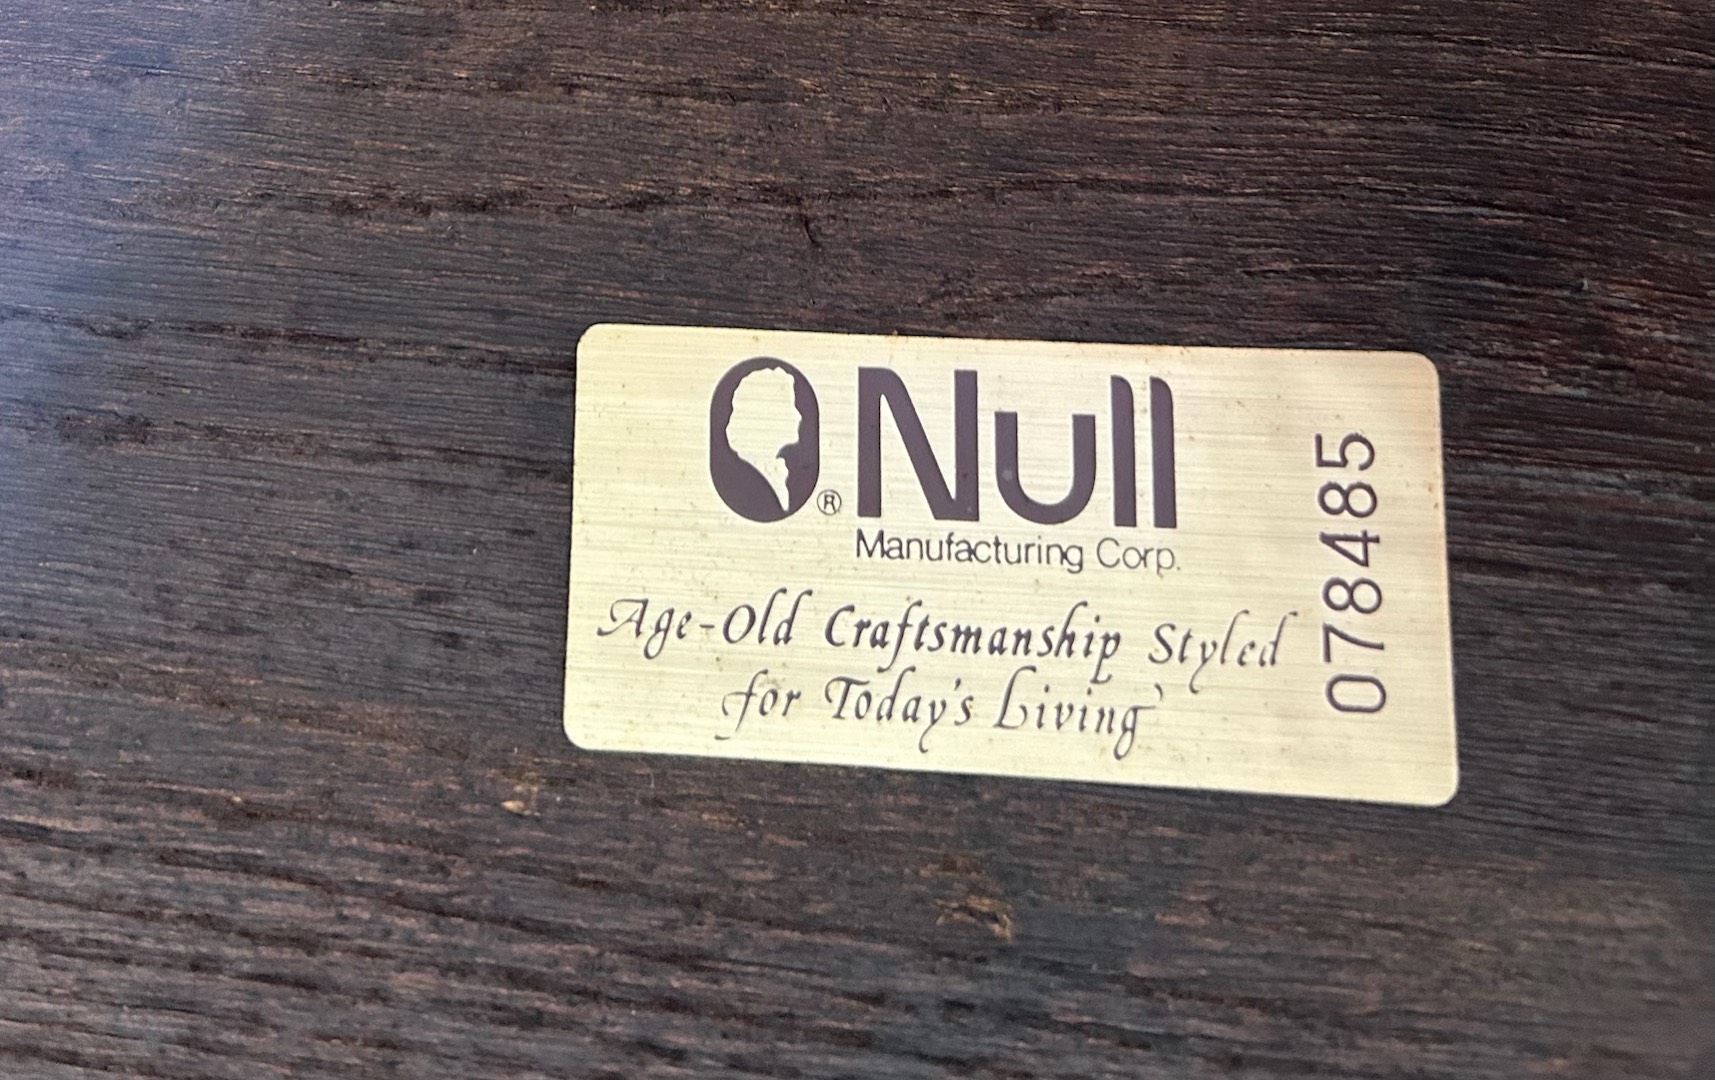 ® Null
Manufacturing Corp.
Age-Old Craftsmanship Styled
for Today's Living
078485